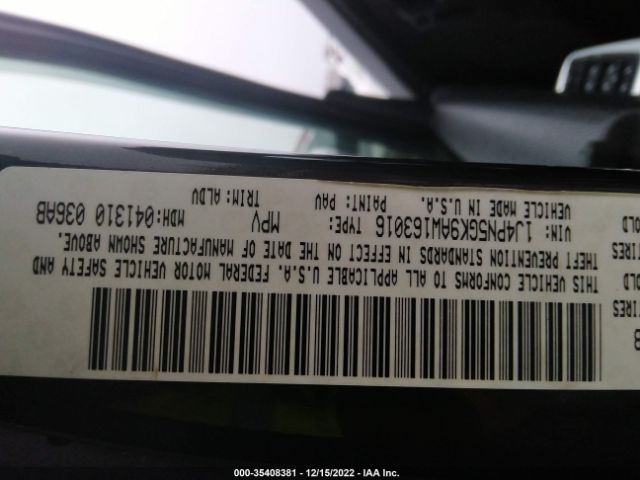 THIS VEHICLE CONFORMS TO ALL APPLICABLE U.S.A. FEDERAL MOTOR VEHICLE SAFETY AND
THEFT PREVENTION STANDARDS IN EFFECT ON THE DATE OF MANUFACTURE SHOWN ABOVE.
VIN: 1J4PN5GK9AW163016 TYPE: MPV MDH:041310 036AB
VEHICLE MADE IN U.S.A. PAINT: PAV TRIM: ALDV
000-35408381 - 12/15/2022 - IAA Inc.